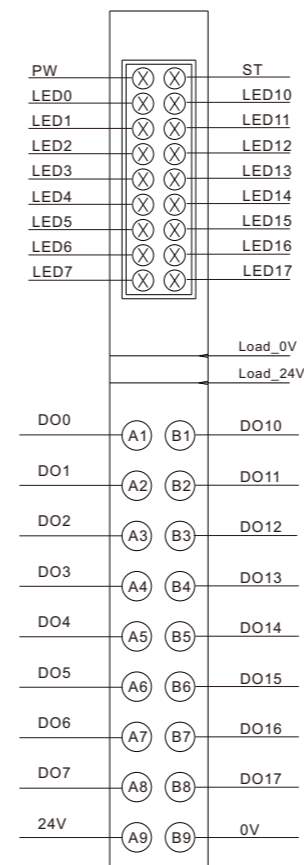 PW ST
LED0 LED10
LED1 LED11
LED2 LED12
LED3 LED13
LED4 LED14
LED5 LED15
LED6 LED16
LED7 LED17
Load_0V
Load_24V
DO0 A1 B1 DO10
DO1 A2 B2 DO11
DO2 A3 B3 DO12
DO3 A4 B4 DO13
DO4 A5 B5 DO14
DO5 A6 B6 DO15
DO6 A7 B7 DO16
DO7 A8 B8 DO17
24V A9 B9 0V